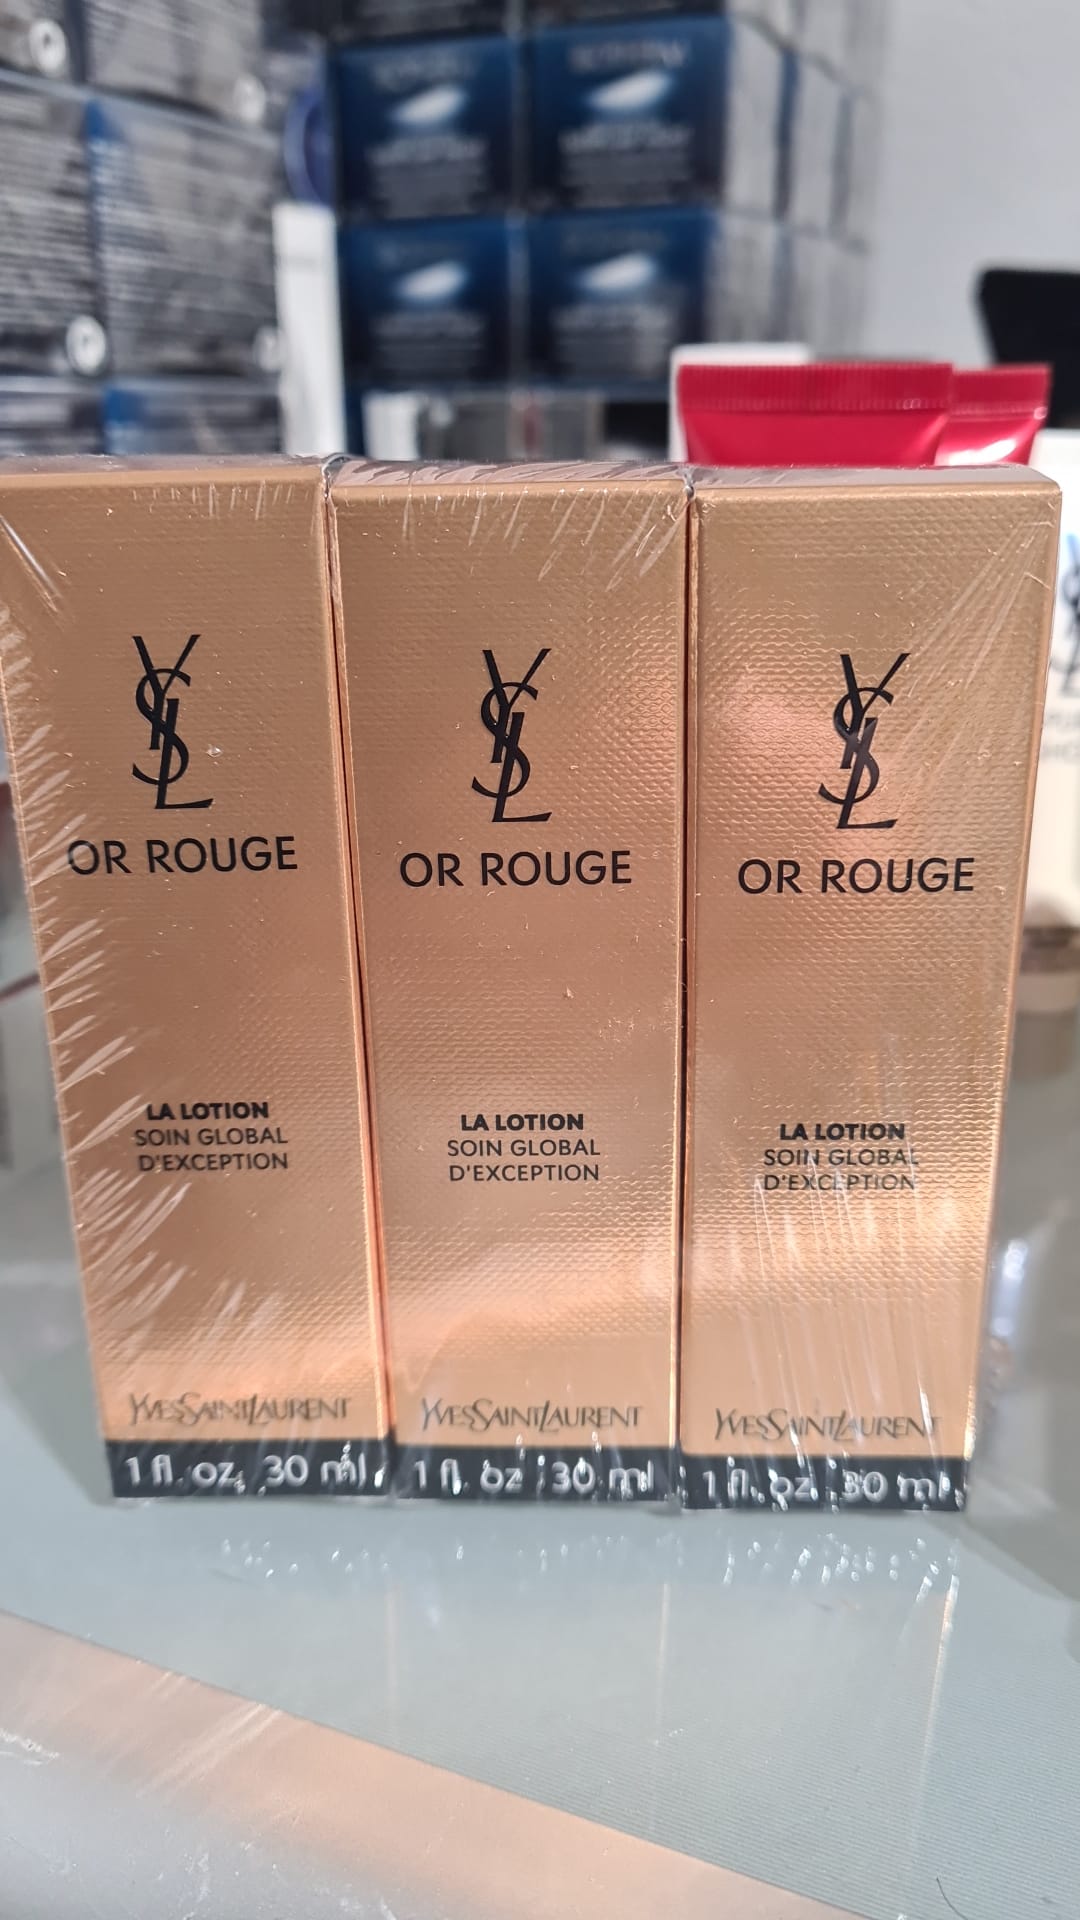 YSL
OR ROUGE
LA LOTION
SOIN GLOBAL
D'EXCEPTION
YVESSAINTLAURENT
1 fl. oz. 30 ml
YSL
OR ROUGE
LA LOTION
SOIN GLOBAL
D'EXCEPTION
YVESSAINTLAURENT
1 fl. oz. 30 ml
YSL
OR ROUGE
LA LOTION
SOIN GLOBAL
D'EXCEPTION
YVESSAINTLAURENT
1 fl. oz. 30 ml